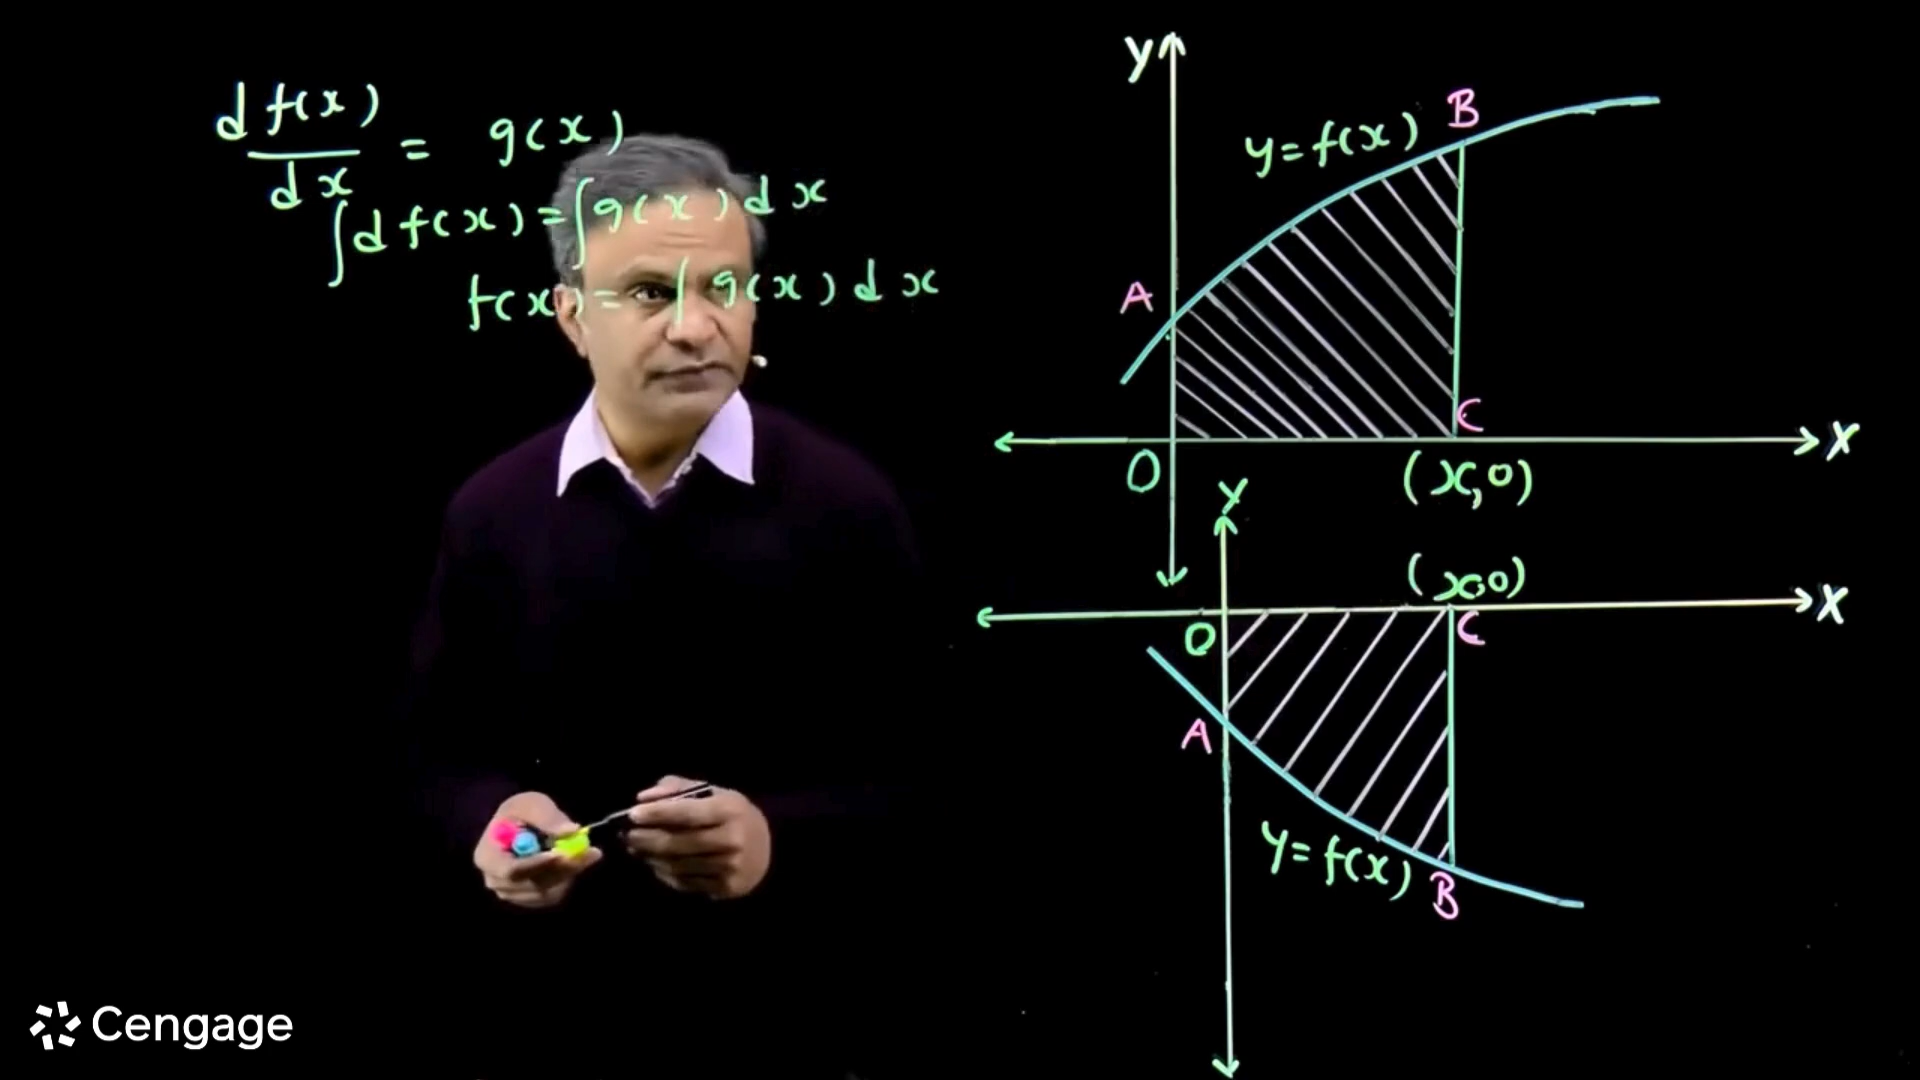 d f(x)
dx
= g(x)
∫d f(x) = ∫g(x) dx
f(x) = ∫g(x) dx
y
y=f(x)
B
A
C
X
O
(x,0)
y
(x,0)
X
O
C
A
y=f(x)
B
Cengage